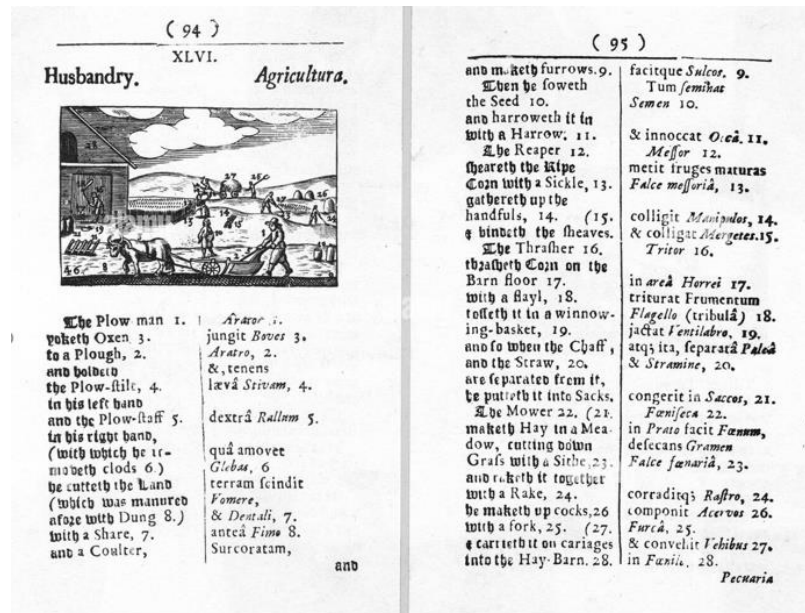 ( 94 )
XLVI.
Husbandry. Agricultura.
The Plow man 1.
yoketh Oxen 3.
to a Plough, 2.
and holdeth
the Plow-stilt, 4.
in his left hand
and the Plow-staff 5.
in his right hand,
(with which he re-
moveth clods 6.)
he cutteth the Land
(which was manured
afore with Dung 8.)
with a Share, 7.
and a Coulter,
Arator 1.
jungit Boves 3.
Aratro, 2.
&, tenens
lævâ Stivam, 4.
dextrâ Rallum 5.
quâ amovet
Glebas, 6
terram scindit
Vomere,
& Dentali, 7.
anteà Fimo 8.
Surcoratam,
and
( 95 )
and maketh furrows. 9.
Then he soweth
the Seed 10.
and harroweth it in
with a Harrow. 11.
The Reaper 12.
sheareth the Ripe
Corn with a Sickle, 13.
gathereth up the
handfuls, 14. (15.
& bindeth the sheaves.
The Thrasher 16.
thrasheth Corn on the
Barn floor 17.
with a flayl, 18.
tosseth it in a winnow-
ing-basket, 19.
and so when the Chaff,
and the Straw, 20.
are separated from it,
he putteth it into Sacks.
The Mower 22. (21.
maketh Hay in a Mea-
dow, cutting down
Grass with a Sithe, 23.
and raketh it together
with a Rake, 24.
he maketh up cocks, 26
with a fork, 25. (27.
& carrieth it on cariages
into the Hay-Barn. 28.
facitque Sulcos. 9.
Tum seminat
Semen 10.
& innoccat Occâ. 11.
Messor 12.
metit fruges maturas
Falce messoriâ, 13.
colligit Manipulos, 14.
& colligat Mergetes. 15.
Tritor 16.
in areâ Horrei 17.
triturat Frumentum
Flagello (tribulâ) 18.
jactat Ventilabro, 19.
atq; ita, separatâ Paleâ
& Stramine, 20.
congerit in Saccos, 21.
Fœniseca 22.
in Prato facit Fœnum,
desecans Gramen
Falce fœnariâ, 23.
corraditq; Rastro, 24.
componit Acervos 26.
Furcâ, 25.
& convehit Vehibus 27.
in Fœnile. 28.
Pecuaria